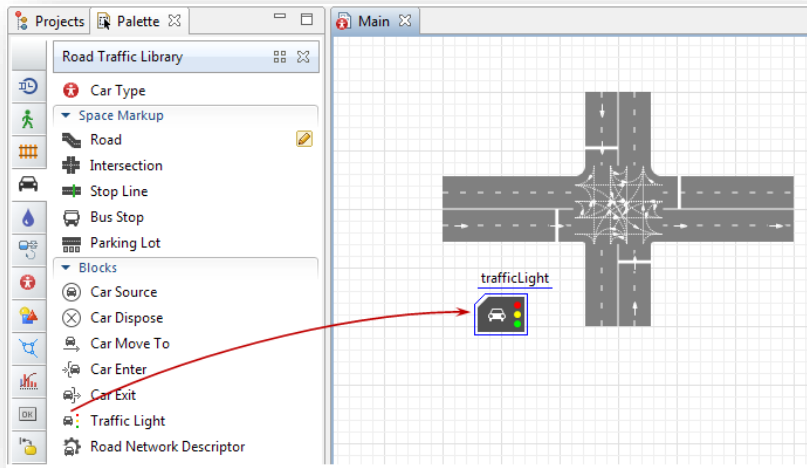 Projects
Palette
Main
Road Traffic Library
Car Type
Space Markup
Road
Intersection
Stop Line
Bus Stop
Parking Lot
Blocks
Car Source
Car Dispose
Car Move To
Car Enter
Car Exit
Traffic Light
Road Network Descriptor
OK
trafficLight